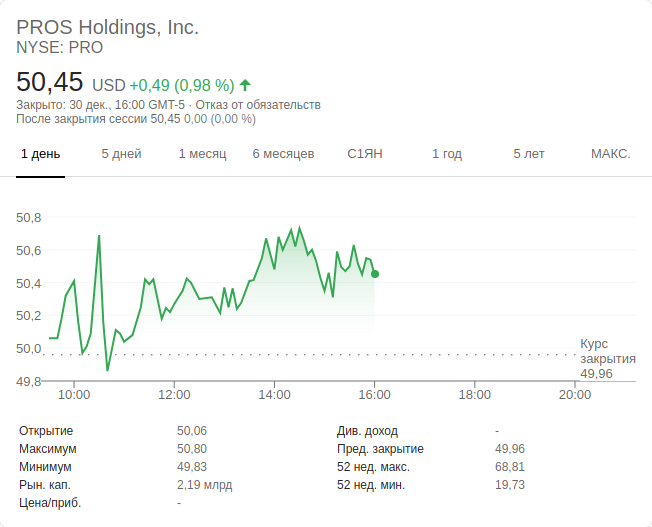 PROS Holdings, Inc.
NYSE: PRO
50,45 USD +0,49 (0,98 %)
Закрыто: 30 дек., 16:00 GMT-5 · Отказ от обязательств
После закрытия сессии 50,45 0,00 (0,00 %)
1 день 5 дней 1 месяц 6 месяцев С1ЯН 1 год 5 лет МАКС.
50,8
50,6
50,4
50,2
50,0
49,8
Курс
закрытия
49,96
10:00 12:00 14:00 16:00 18:00 20:00
Открытие 50,06 Див. доход -
Максимум 50,80 Пред. закрытие 49,96
Минимум 49,83 52 нед. макс. 68,81
Рын. кап. 2,19 млрд 52 нед. мин. 19,73
Цена/приб. -